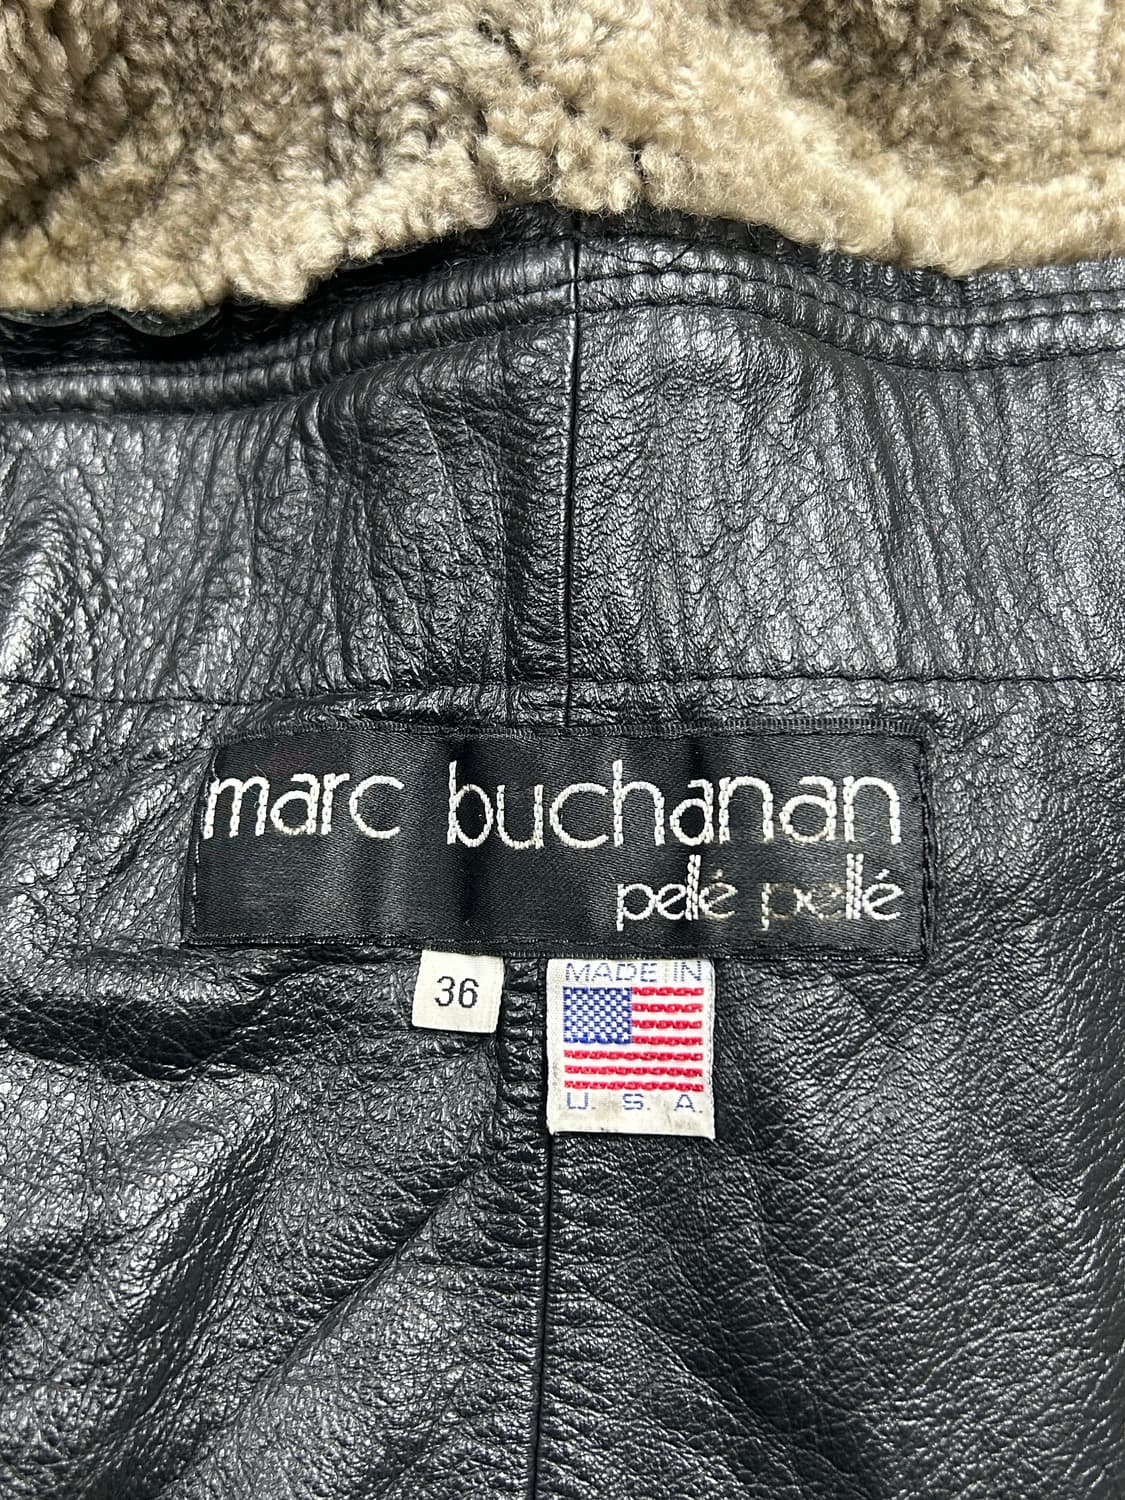 marc buchanan
pellé pellé
36
MADE IN
U. S. A.